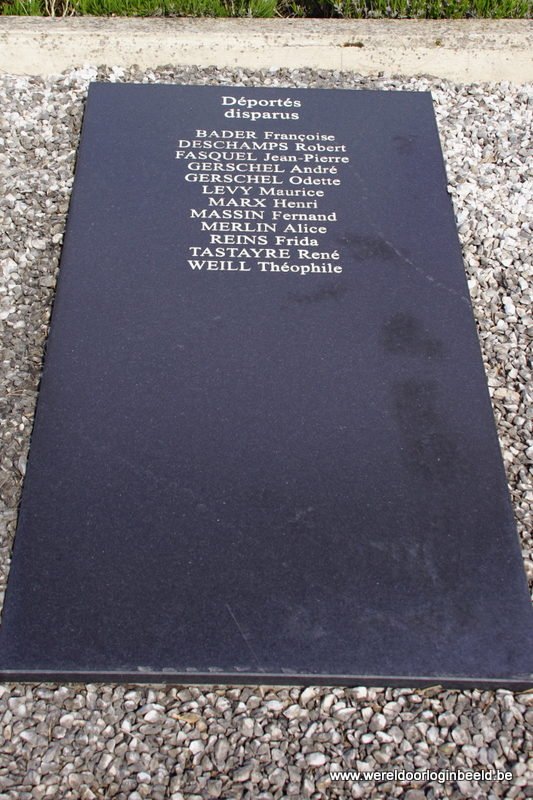 Déportés
disparus
BADER Françoise
DESCHAMPS Robert
FASQUEL Jean-Pierre
GERSCHEL André
GERSCHEL Odette
LEVY Maurice
MARX Henri
MASSIN Fernand
MERLIN Alice
REINS Frida
TASTAYRE René
WEILL Théophile
www.wereldoorloginbeeld.be